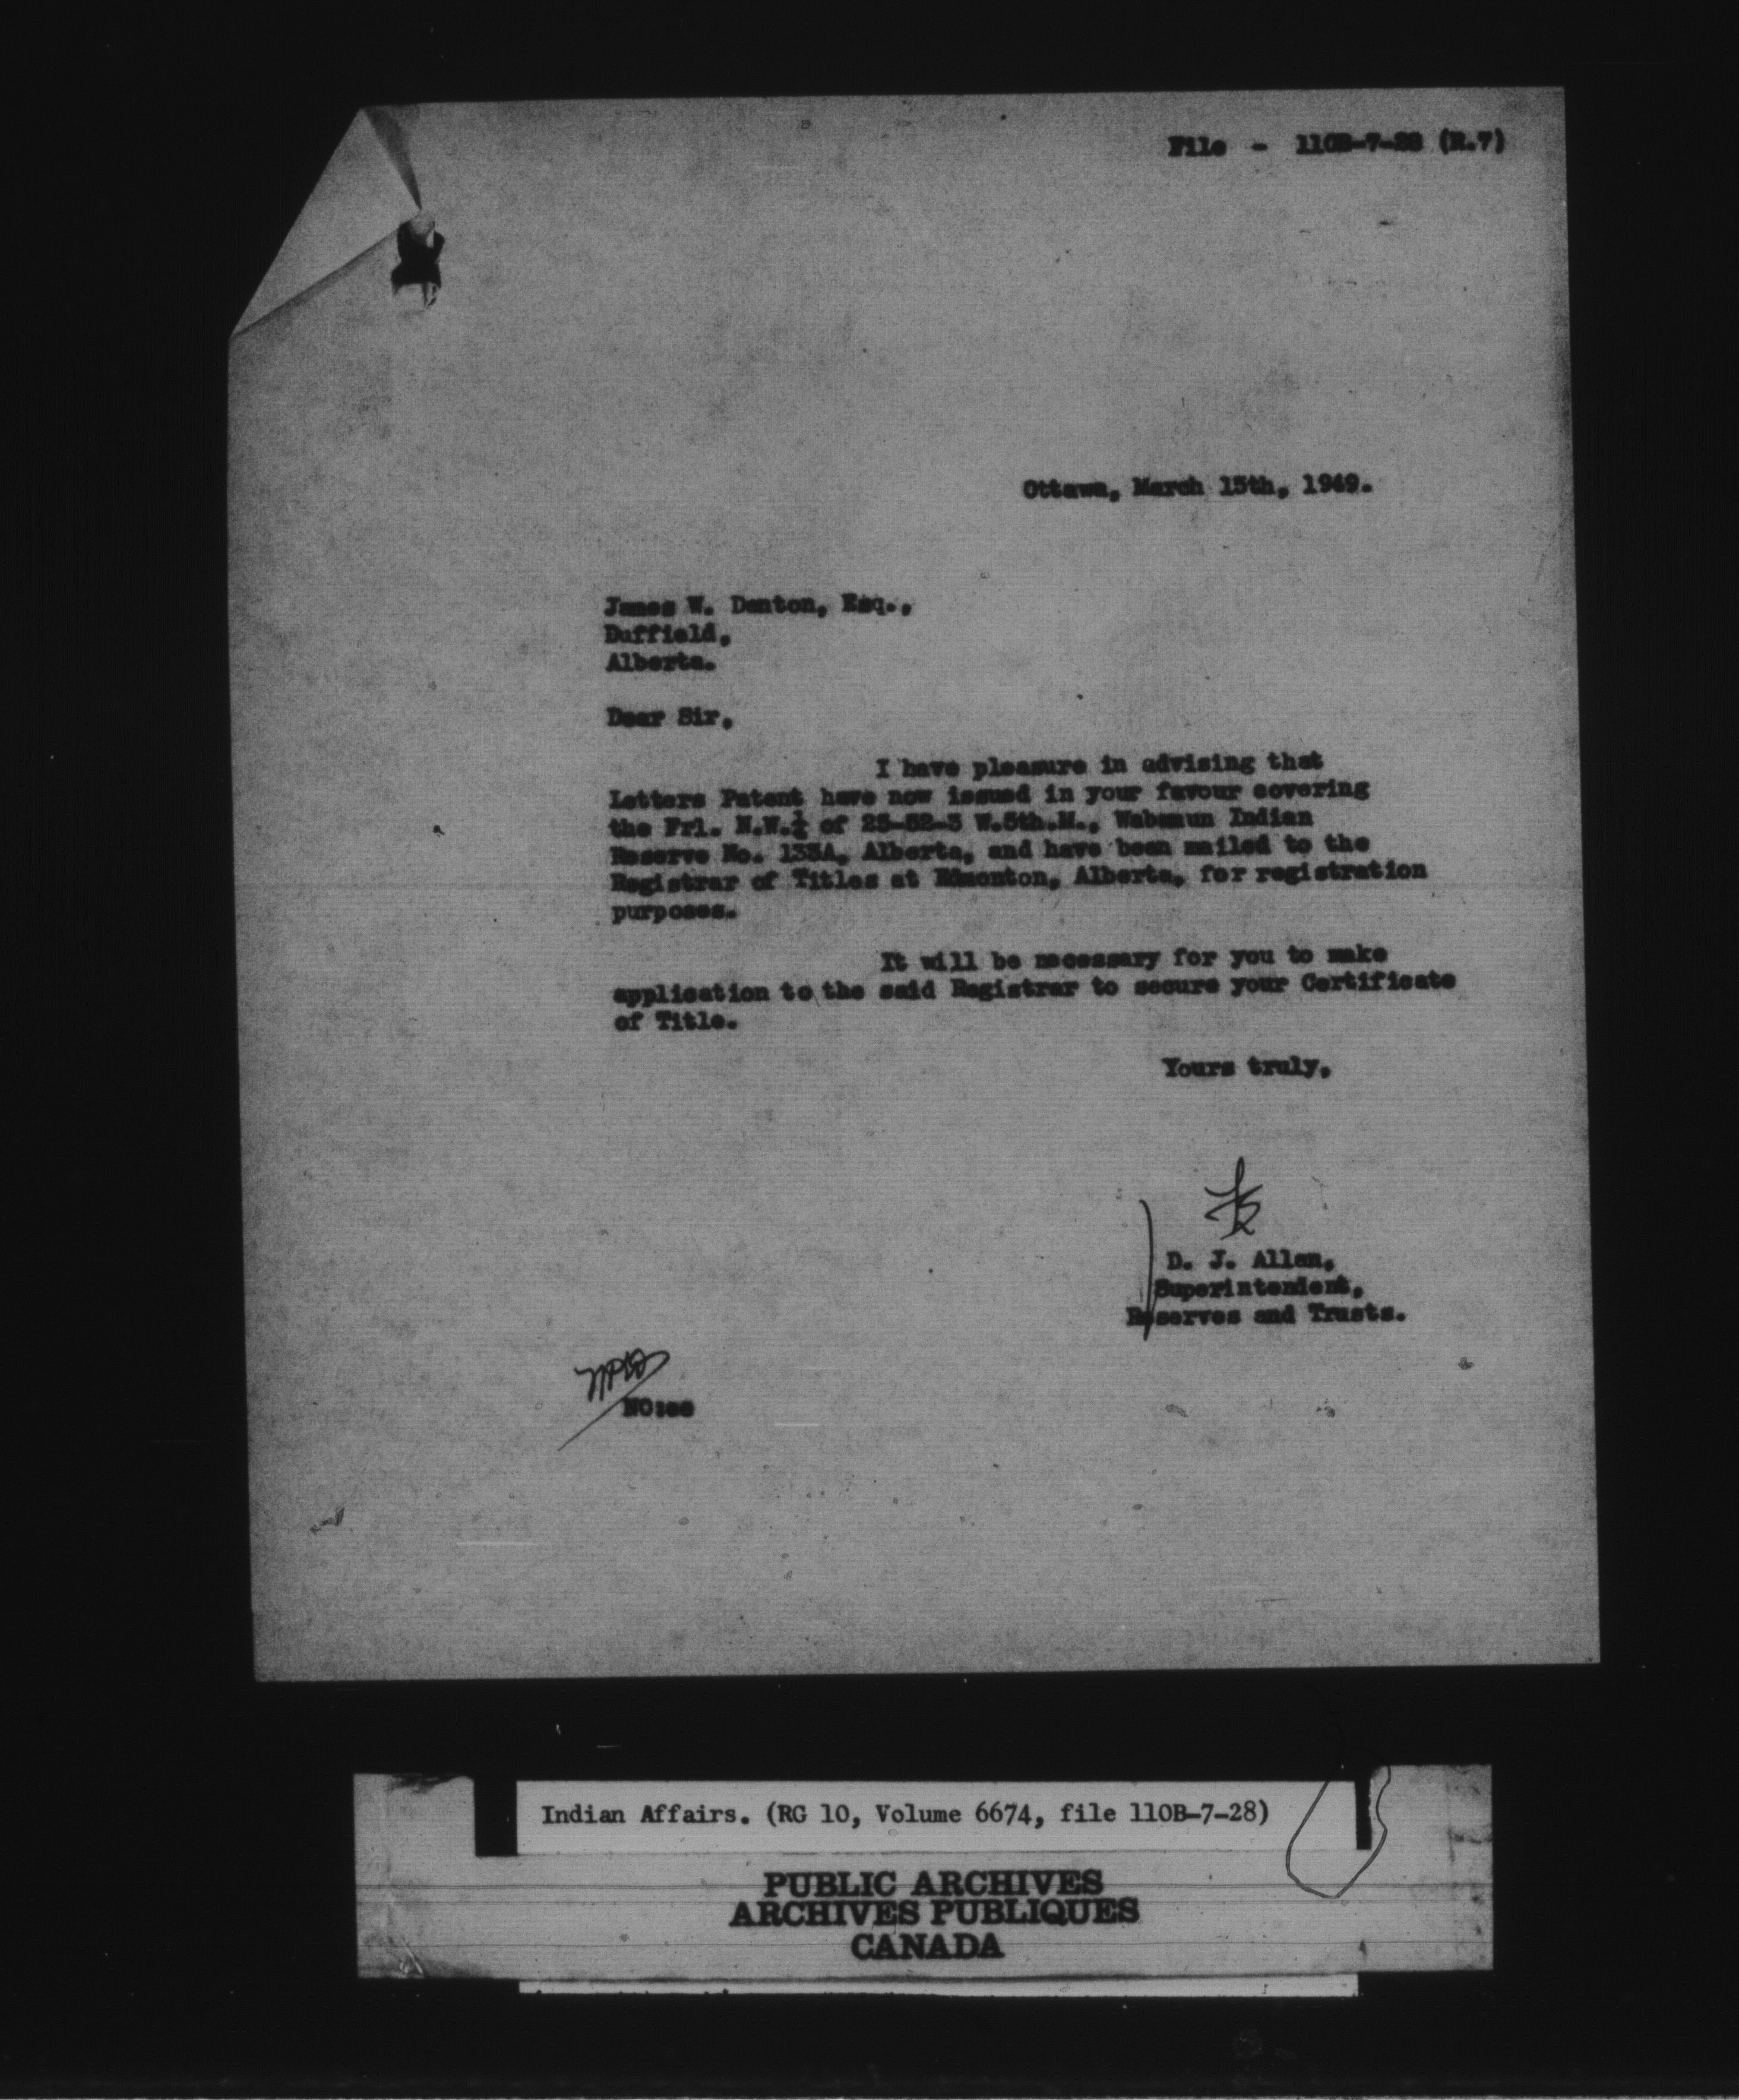 File - 110B-7-28 (R.7)
Ottawa, March 15th, 1949.
James W. Denton, Esq.,
Duffield,
Alberta.
Dear Sir,
I have pleasure in advising that
Letters Patent have now issued in your favour covering
the Frl. N.W.¼ of 25-52-3 W.5th.M., Wabamun Indian
Reserve No. 133A, Alberta, and have been mailed to the
Registrar of Titles at Edmonton, Alberta, for registration
purposes.
It will be necessary for you to make
application to the said Registrar to secure your Certificate
of Title.
Yours truly,
D. J. Allan,
Superintendent,
Reserves and Trusts.
Indian Affairs. (RG 10, Volume 6674, file 110B-7-28)
PUBLIC ARCHIVES
ARCHIVES PUBLIQUES
CANADA